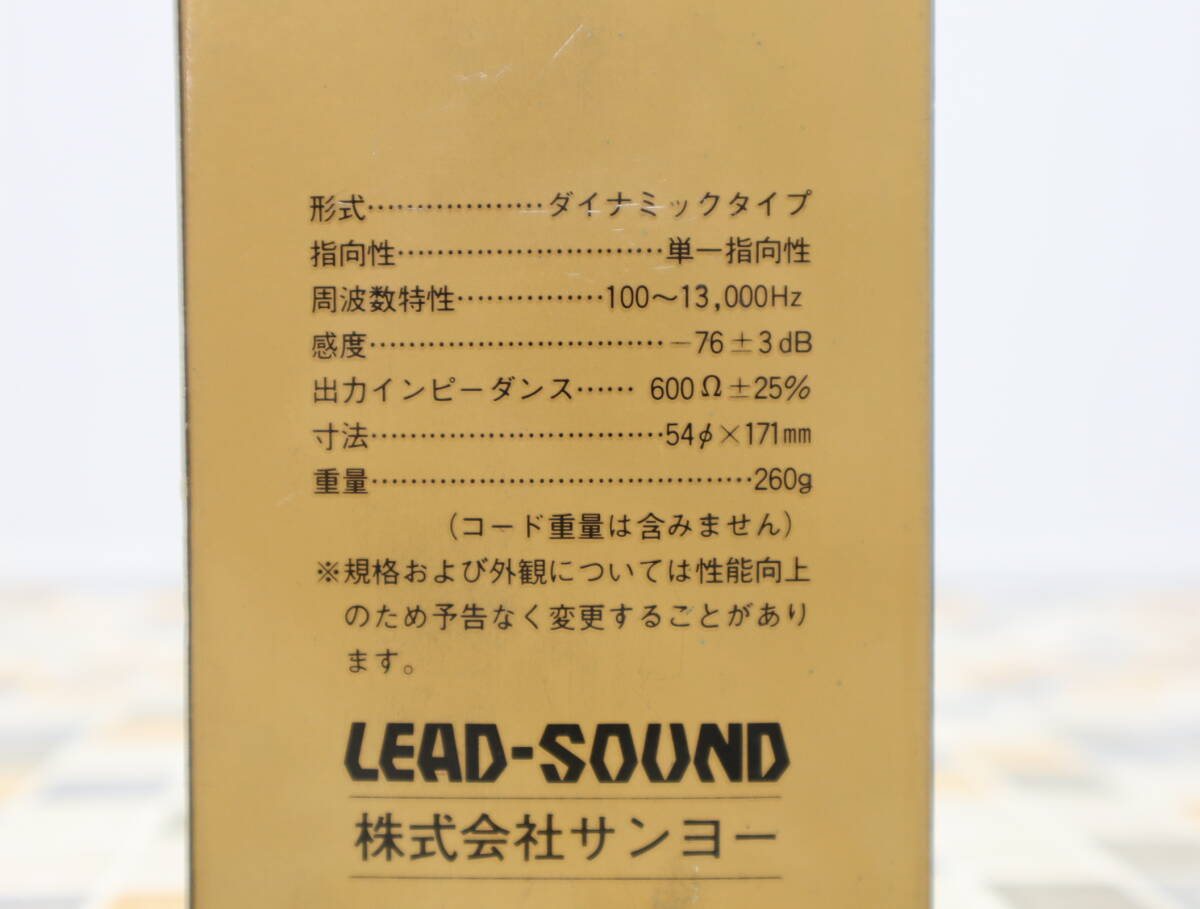 形式………………ダイナミックタイプ
指向性…………………………単一指向性
周波数特性……………100～13,000Hz
感度……………………………－76±3dB
出力インピーダンス…… 600Ω±25%
寸法……………………………54φ×171mm
重量……………………………………260g
（コード重量は含みません）
※規格および外観については性能向上
のため予告なく変更することがあり
ます。
LEAD-SOUND
株式会社サンヨー